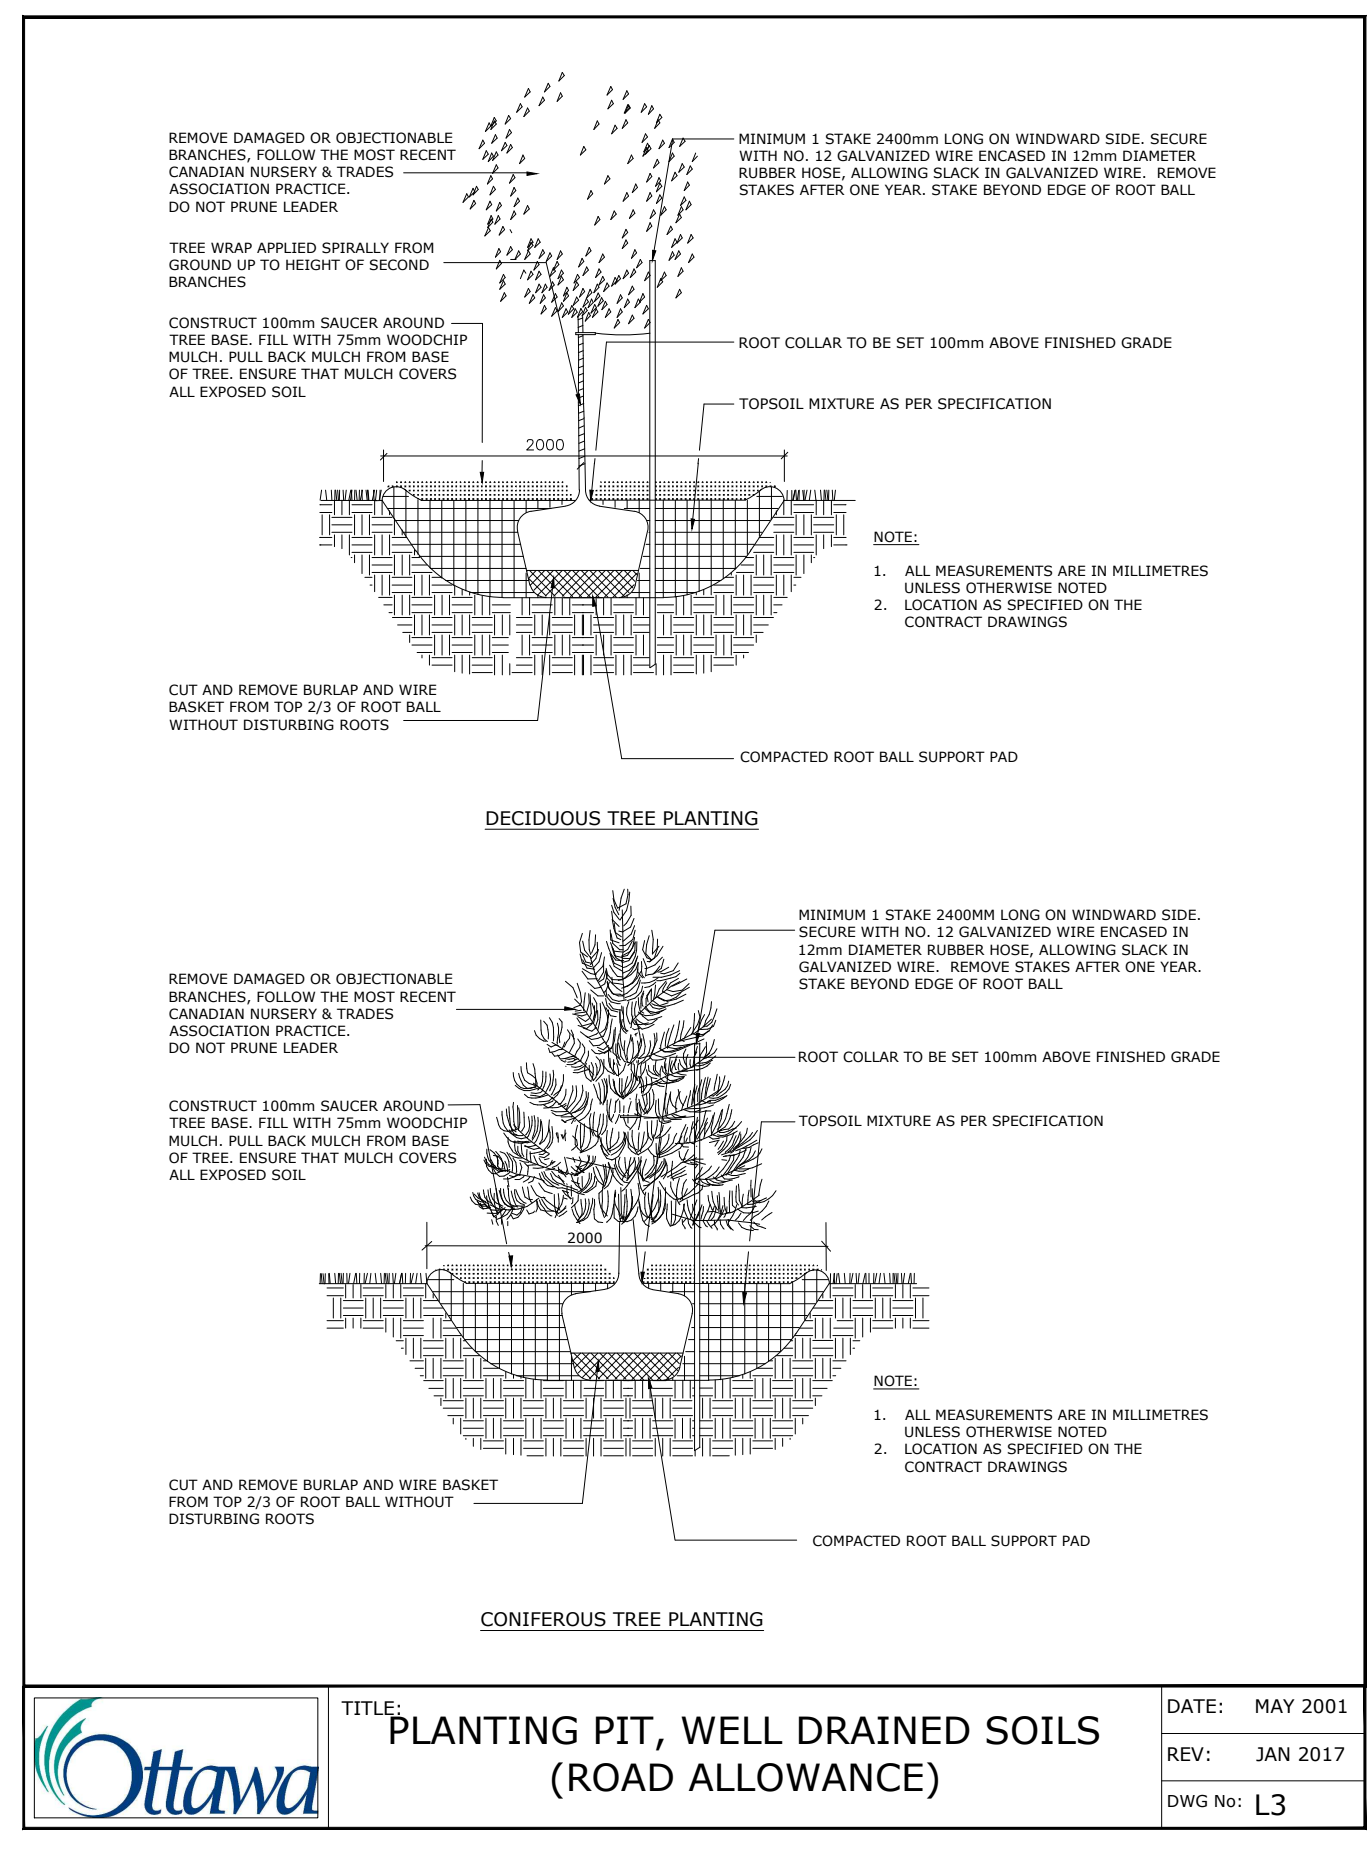 REMOVE DAMAGED OR OBJECTIONABLE
BRANCHES, FOLLOW THE MOST RECENT
CANADIAN NURSERY & TRADES
ASSOCIATION PRACTICE.
DO NOT PRUNE LEADER
MINIMUM 1 STAKE 2400mm LONG ON WINDWARD SIDE. SECURE
WITH NO. 12 GALVANIZED WIRE ENCASED IN 12mm DIAMETER
RUBBER HOSE, ALLOWING SLACK IN GALVANIZED WIRE. REMOVE
STAKES AFTER ONE YEAR. STAKE BEYOND EDGE OF ROOT BALL
TREE WRAP APPLIED SPIRALLY FROM
GROUND UP TO HEIGHT OF SECOND
BRANCHES
CONSTRUCT 100mm SAUCER AROUND
TREE BASE. FILL WITH 75mm WOODCHIP
MULCH. PULL BACK MULCH FROM BASE
OF TREE. ENSURE THAT MULCH COVERS
ALL EXPOSED SOIL
ROOT COLLAR TO BE SET 100mm ABOVE FINISHED GRADE
TOPSOIL MIXTURE AS PER SPECIFICATION
2000
NOTE:
1. ALL MEASUREMENTS ARE IN MILLIMETRES
UNLESS OTHERWISE NOTED
2. LOCATION AS SPECIFIED ON THE
CONTRACT DRAWINGS
CUT AND REMOVE BURLAP AND WIRE
BASKET FROM TOP 2/3 OF ROOT BALL
WITHOUT DISTURBING ROOTS
COMPACTED ROOT BALL SUPPORT PAD
DECIDUOUS TREE PLANTING
MINIMUM 1 STAKE 2400MM LONG ON WINDWARD SIDE.
SECURE WITH NO. 12 GALVANIZED WIRE ENCASED IN
12mm DIAMETER RUBBER HOSE, ALLOWING SLACK IN
GALVANIZED WIRE. REMOVE STAKES AFTER ONE YEAR.
STAKE BEYOND EDGE OF ROOT BALL
REMOVE DAMAGED OR OBJECTIONABLE
BRANCHES, FOLLOW THE MOST RECENT
CANADIAN NURSERY & TRADES
ASSOCIATION PRACTICE.
DO NOT PRUNE LEADER
ROOT COLLAR TO BE SET 100mm ABOVE FINISHED GRADE
CONSTRUCT 100mm SAUCER AROUND
TREE BASE. FILL WITH 75mm WOODCHIP
MULCH. PULL BACK MULCH FROM BASE
OF TREE. ENSURE THAT MULCH COVERS
ALL EXPOSED SOIL
TOPSOIL MIXTURE AS PER SPECIFICATION
2000
NOTE:
1. ALL MEASUREMENTS ARE IN MILLIMETRES
UNLESS OTHERWISE NOTED
2. LOCATION AS SPECIFIED ON THE
CONTRACT DRAWINGS
CUT AND REMOVE BURLAP AND WIRE BASKET
FROM TOP 2/3 OF ROOT BALL WITHOUT
DISTURBING ROOTS
COMPACTED ROOT BALL SUPPORT PAD
CONIFEROUS TREE PLANTING
Ottawa
TITLE:
PLANTING PIT, WELL DRAINED SOILS
(ROAD ALLOWANCE)
DATE: MAY 2001
REV: JAN 2017
DWG No: L3